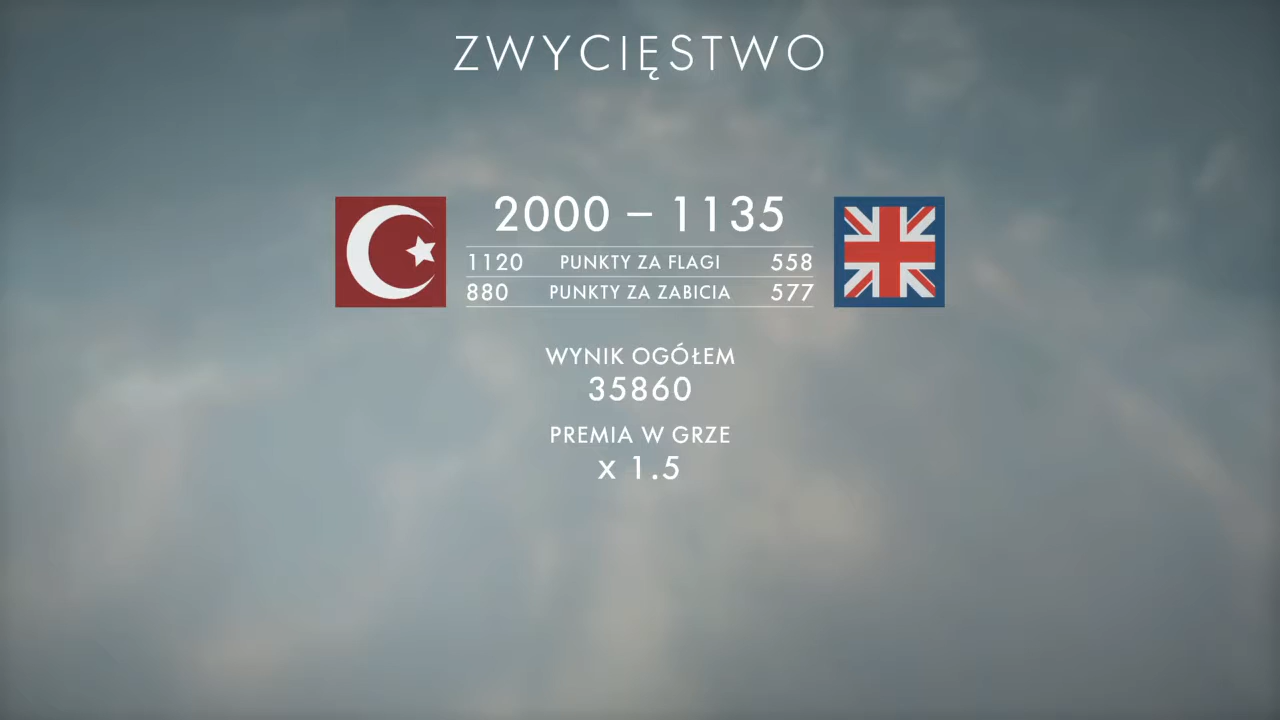 ZWYCIĘSTWO
2000 – 1135
1120 PUNKTY ZA FLAGI 558
880 PUNKTY ZA ZABICIA 577
WYNIK OGÓŁEM
35860
PREMIA W GRZE
x 1.5